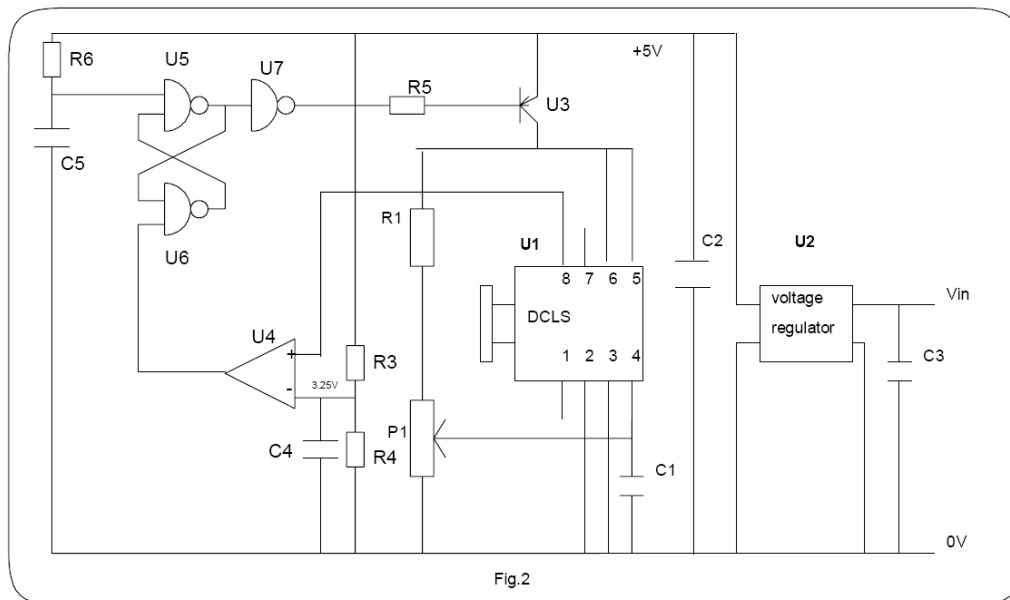 R6
U5
U7
R5
U3
+5V
C5
U6
R1
U1
8 7 6 5
DCLS
1 2 3 4
C2
U2
voltage
regulator
Vin
C3
U4
+
-
3.25V
R3
C4
R4
P1
C1
0V
Fig.2